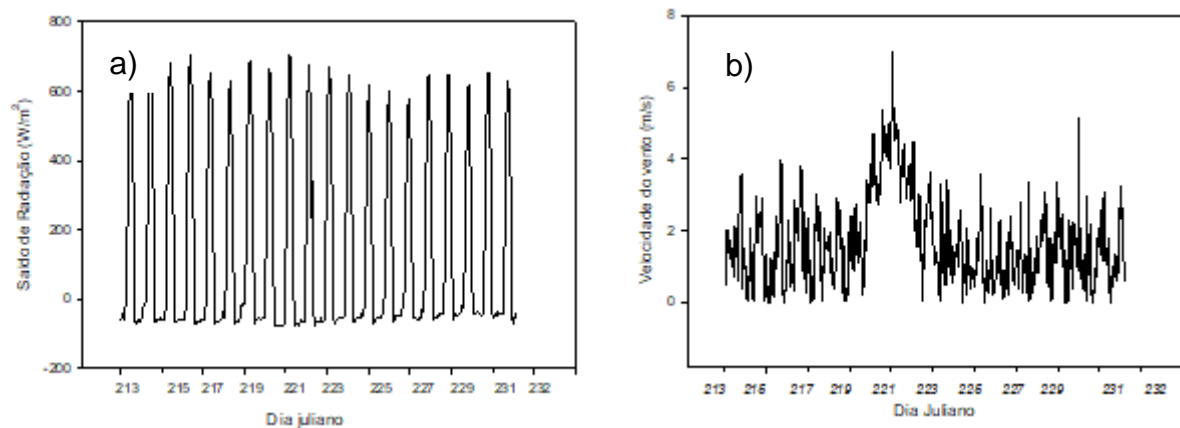 a)
Saldo de Radiação (W/m²)
800
600
400
200
0
-200
213 215 217 219 221 223 225 227 229 231 232
Dia juliano
b)
Velocidade do vento (m/s)
8
6
4
2
0
213 215 217 219 221 223 225 227 229 231 232
Dia Juliano